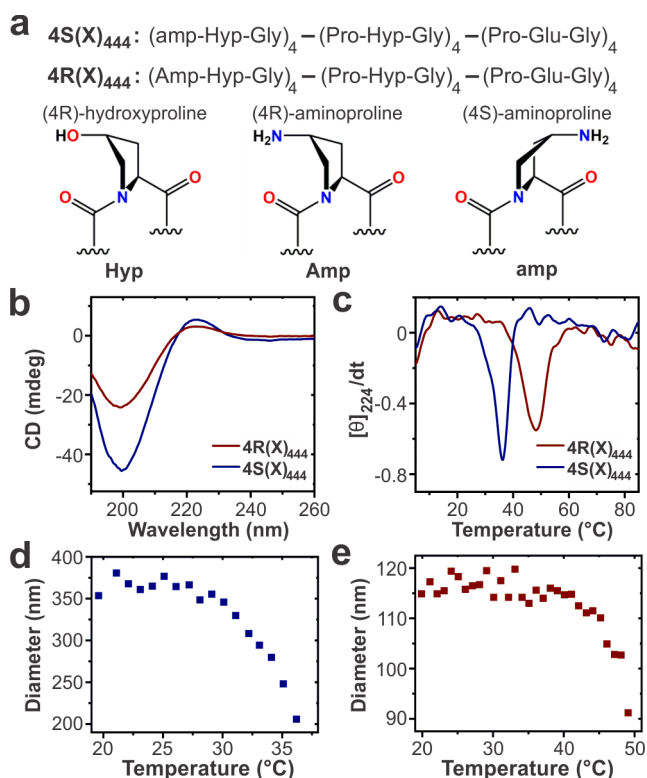 a
4S(X)₄₄₄: (amp-Hyp-Gly)₄–(Pro-Hyp-Gly)₄–(Pro-Glu-Gly)₄
4R(X)₄₄₄: (Amp-Hyp-Gly)₄–(Pro-Hyp-Gly)₄–(Pro-Glu-Gly)₄
(4R)-hydroxyproline (4R)-aminoproline (4S)-aminoproline
HO N O O
H₂N N O O
NH₂ N O O
Hyp Amp amp
b
CD (mdeg)
0
-20
-40
4R(X)₄₄₄
4S(X)₄₄₄
200 220 240 260
Wavelength (nm)
c
[θ]₂₂₄/dt
0
-0.4
-0.8
4R(X)₄₄₄
4S(X)₄₄₄
20 40 60 80
Temperature (°C)
d
Diameter (nm)
400
350
300
250
200
20 25 30 35
Temperature (°C)
e
Diameter (nm)
120
110
100
90
20 30 40 50
Temperature (°C)